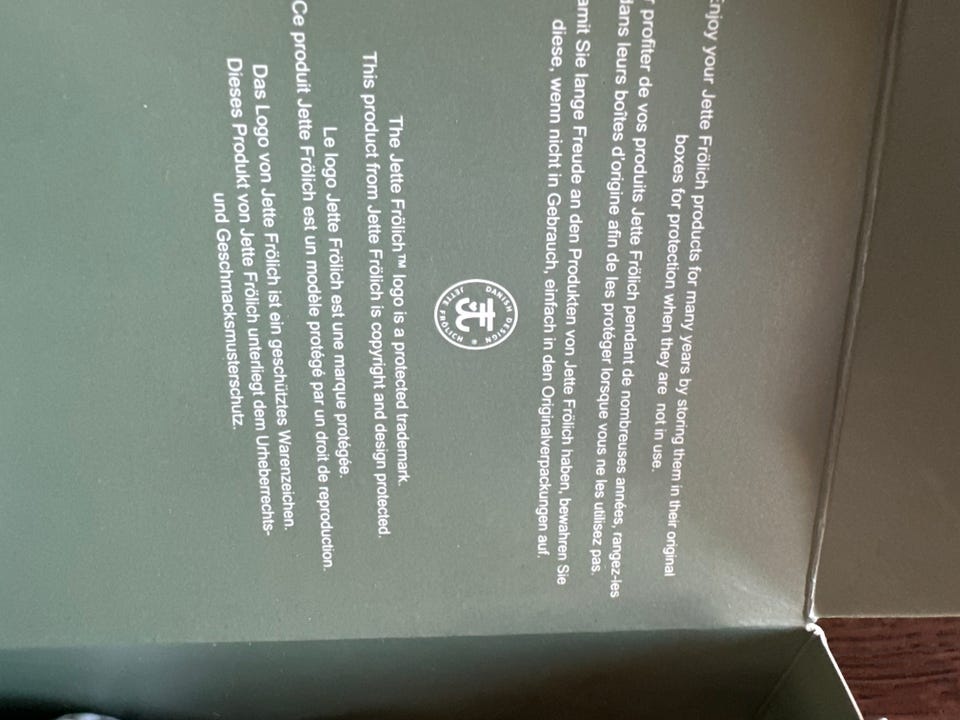 Enjoy your Jette Frölich products for many years by storing them in their original
boxes for protection when they are not in use.
r profiter de vos produits Jette Frölich pendant de nombreuses années, rangez-les
dans leurs boîtes d'origine afin de les protéger lorsque vous ne les utilisez pas.
amit Sie lange Freude an den Produkten von Jette Frölich haben, bewahren Sie
diese, wenn nicht in Gebrauch, einfach in den Originalverpackungen auf.
DANISH DESIGN
JETTE FRÖLICH
The Jette Frölich™ logo is a protected trademark.
This product from Jette Frölich is copyright and design protected.
Le logo Jette Frölich est une marque protégée.
Ce produit Jette Frölich est un modèle protégé par un droit de reproduction.
Das Logo von Jette Frölich ist ein geschütztes Warenzeichen.
Dieses Produkt von Jette Frölich unterliegt dem Urheberrechts-
und Geschmacksmusterschutz.